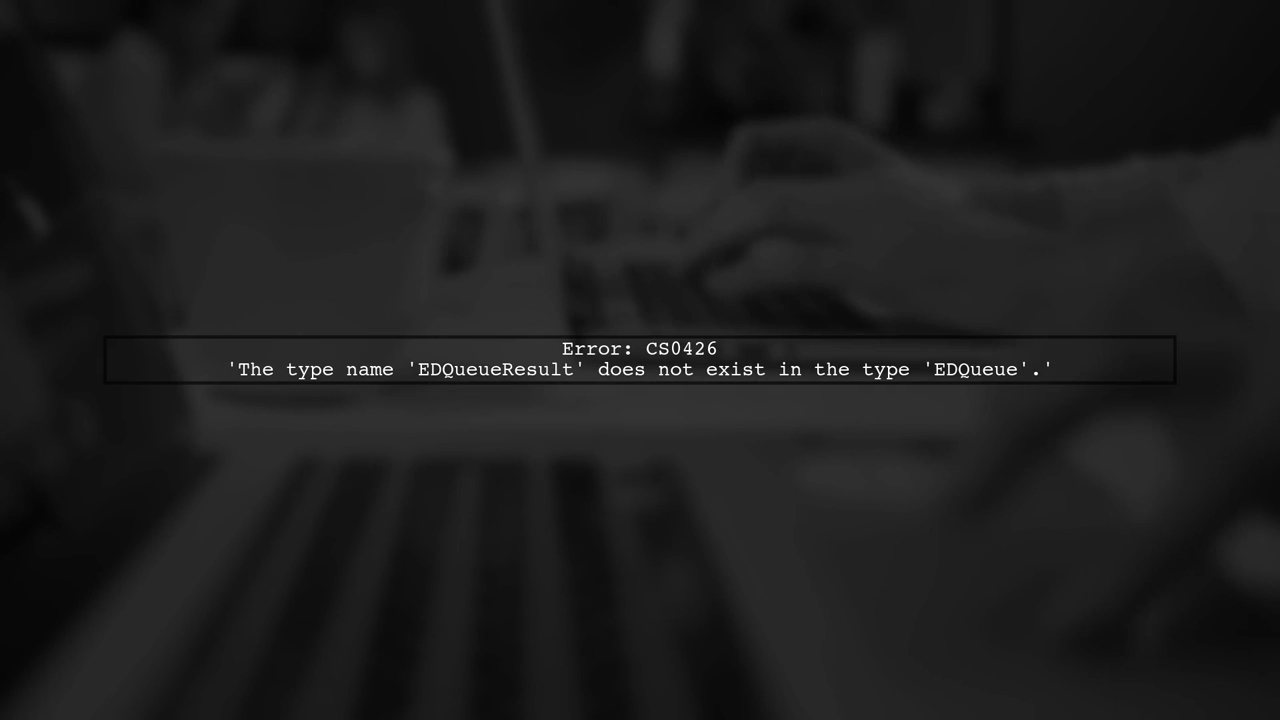 Error: CS0426
'The type name 'EDQueueResult' does not exist in the type 'EDQueue'.'